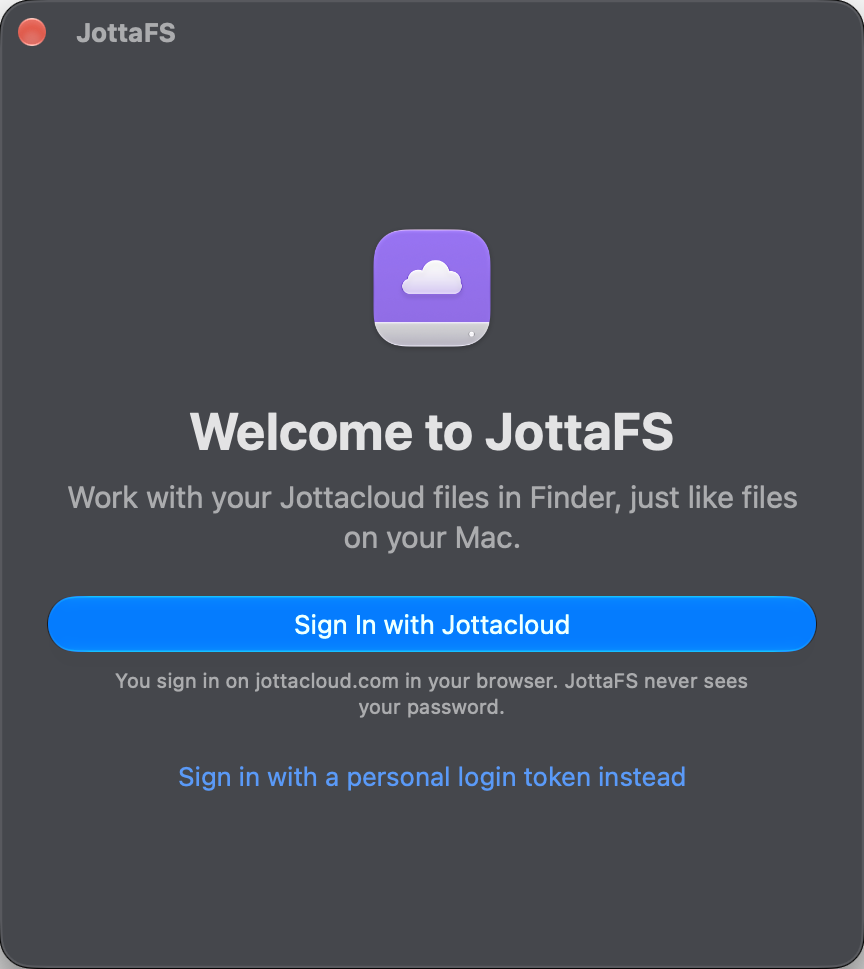 JottaFS
Welcome to JottaFS
Work with your Jottacloud files in Finder, just like files
on your Mac.
Sign In with Jottacloud
You sign in on jottacloud.com in your browser. JottaFS never sees
your password.
Sign in with a personal login token instead